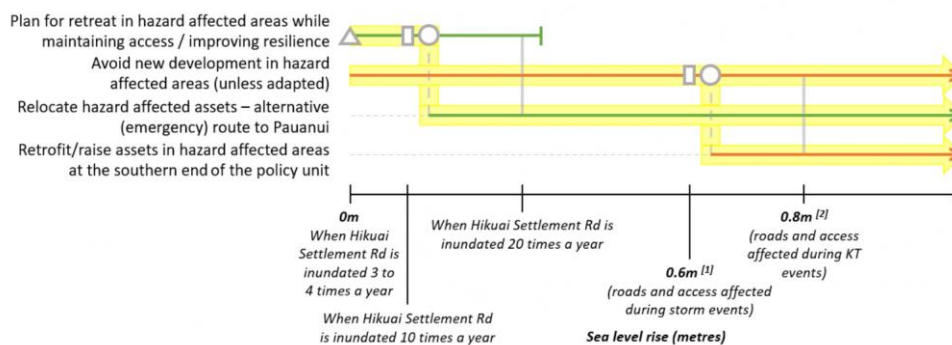 Plan for retreat in hazard affected areas while
maintaining access / improving resilience
Avoid new development in hazard
affected areas (unless adapted)
Relocate hazard affected assets – alternative
(emergency) route to Pauanui
Retrofit/raise assets in hazard affected areas
at the southern end of the policy unit
0m
When Hikuai
Settlement Rd is
inundated 3 to
4 times a year
When Hikuai Settlement Rd
is inundated 10 times a year
When Hikuai Settlement Rd is
inundated 20 times a year
0.6m [1]
(roads and access affected
during storm events)
0.8m [2]
(roads and access
affected during KT
events)
Sea level rise (metres)